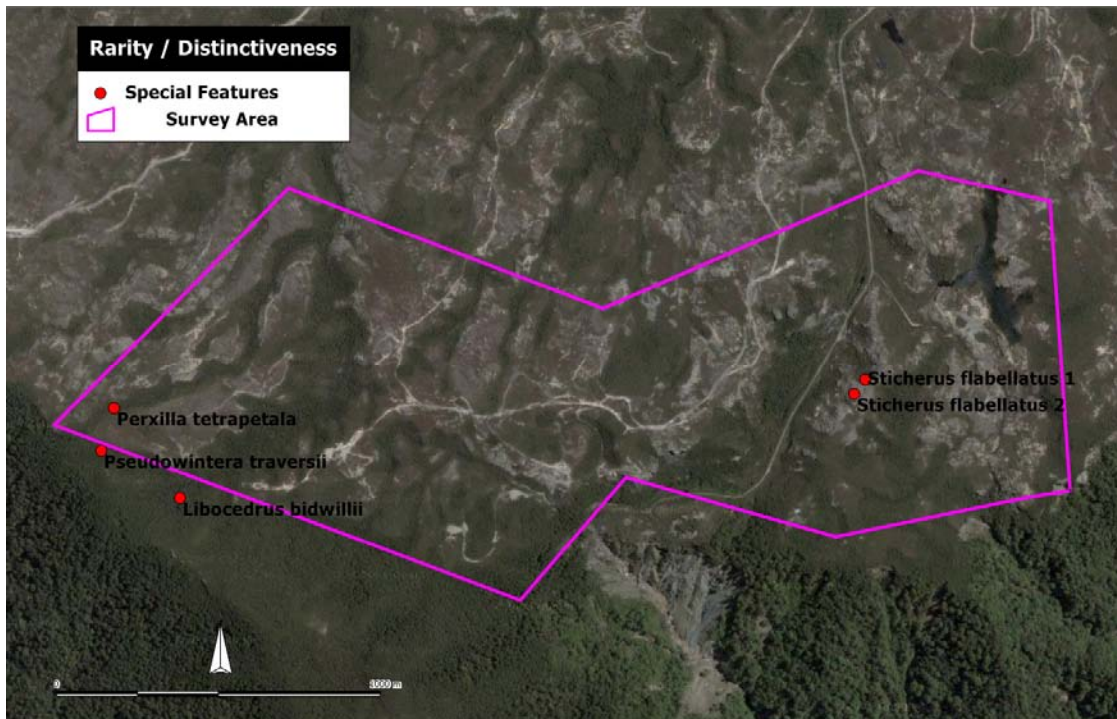 Rarity / Distinctiveness
Special Features
Survey Area
Sticherus flabellatus 1
Sticherus flabellatus 2
Perxilla tetrapetala
Pseudowintera traversii
Libocedrus bidwillii
0 1000 m